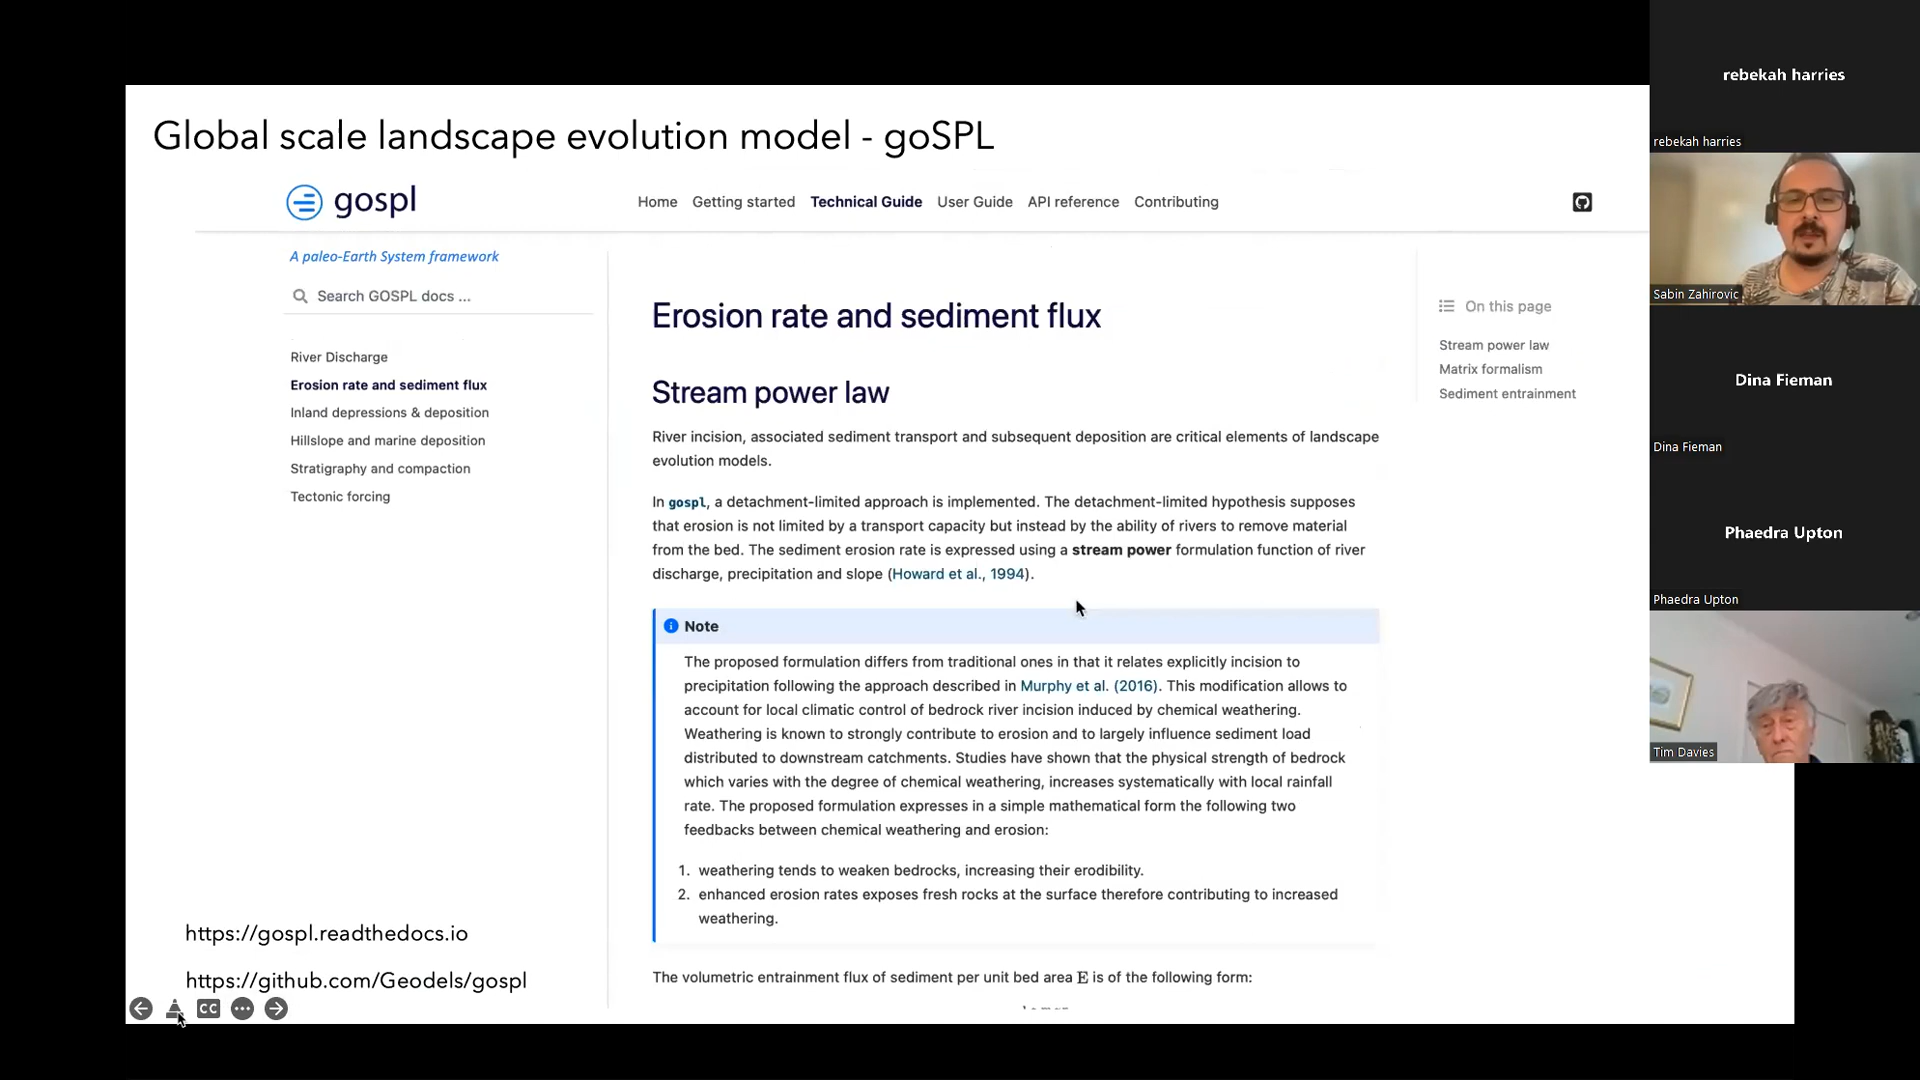 Global scale landscape evolution model - goSPL
gospl
Home Getting started Technical Guide User Guide API reference Contributing
A paleo-Earth System framework
Search GOSPL docs ...
River Discharge
Erosion rate and sediment flux
Inland depressions & deposition
Hillslope and marine deposition
Stratigraphy and compaction
Tectonic forcing
Erosion rate and sediment flux
Stream power law
River incision, associated sediment transport and subsequent deposition are critical elements of landscape
evolution models.
In gospl, a detachment-limited approach is implemented. The detachment-limited hypothesis supposes
that erosion is not limited by a transport capacity but instead by the ability of rivers to remove material
from the bed. The sediment erosion rate is expressed using a stream power formulation function of river
discharge, precipitation and slope (Howard et al., 1994).
Note
The proposed formulation differs from traditional ones in that it relates explicitly incision to
precipitation following the approach described in Murphy et al. (2016). This modification allows to
account for local climatic control of bedrock river incision induced by chemical weathering.
Weathering is known to strongly contribute to erosion and to largely influence sediment load
distributed to downstream catchments. Studies have shown that the physical strength of bedrock
which varies with the degree of chemical weathering, increases systematically with local rainfall
rate. The proposed formulation expresses in a simple mathematical form the following two
feedbacks between chemical weathering and erosion:
1. weathering tends to weaken bedrocks, increasing their erodibility.
2. enhanced erosion rates exposes fresh rocks at the surface therefore contributing to increased
weathering.
The volumetric entrainment flux of sediment per unit bed area E is of the following form:
On this page
Stream power law
Matrix formalism
Sediment entrainment
https://gospl.readthedocs.io
https://github.com/Geodels/gospl
CC
rebekah harries
rebekah harries
Sabin Zahirovic
Dina Fieman
Dina Fieman
Phaedra Upton
Phaedra Upton
Tim Davies